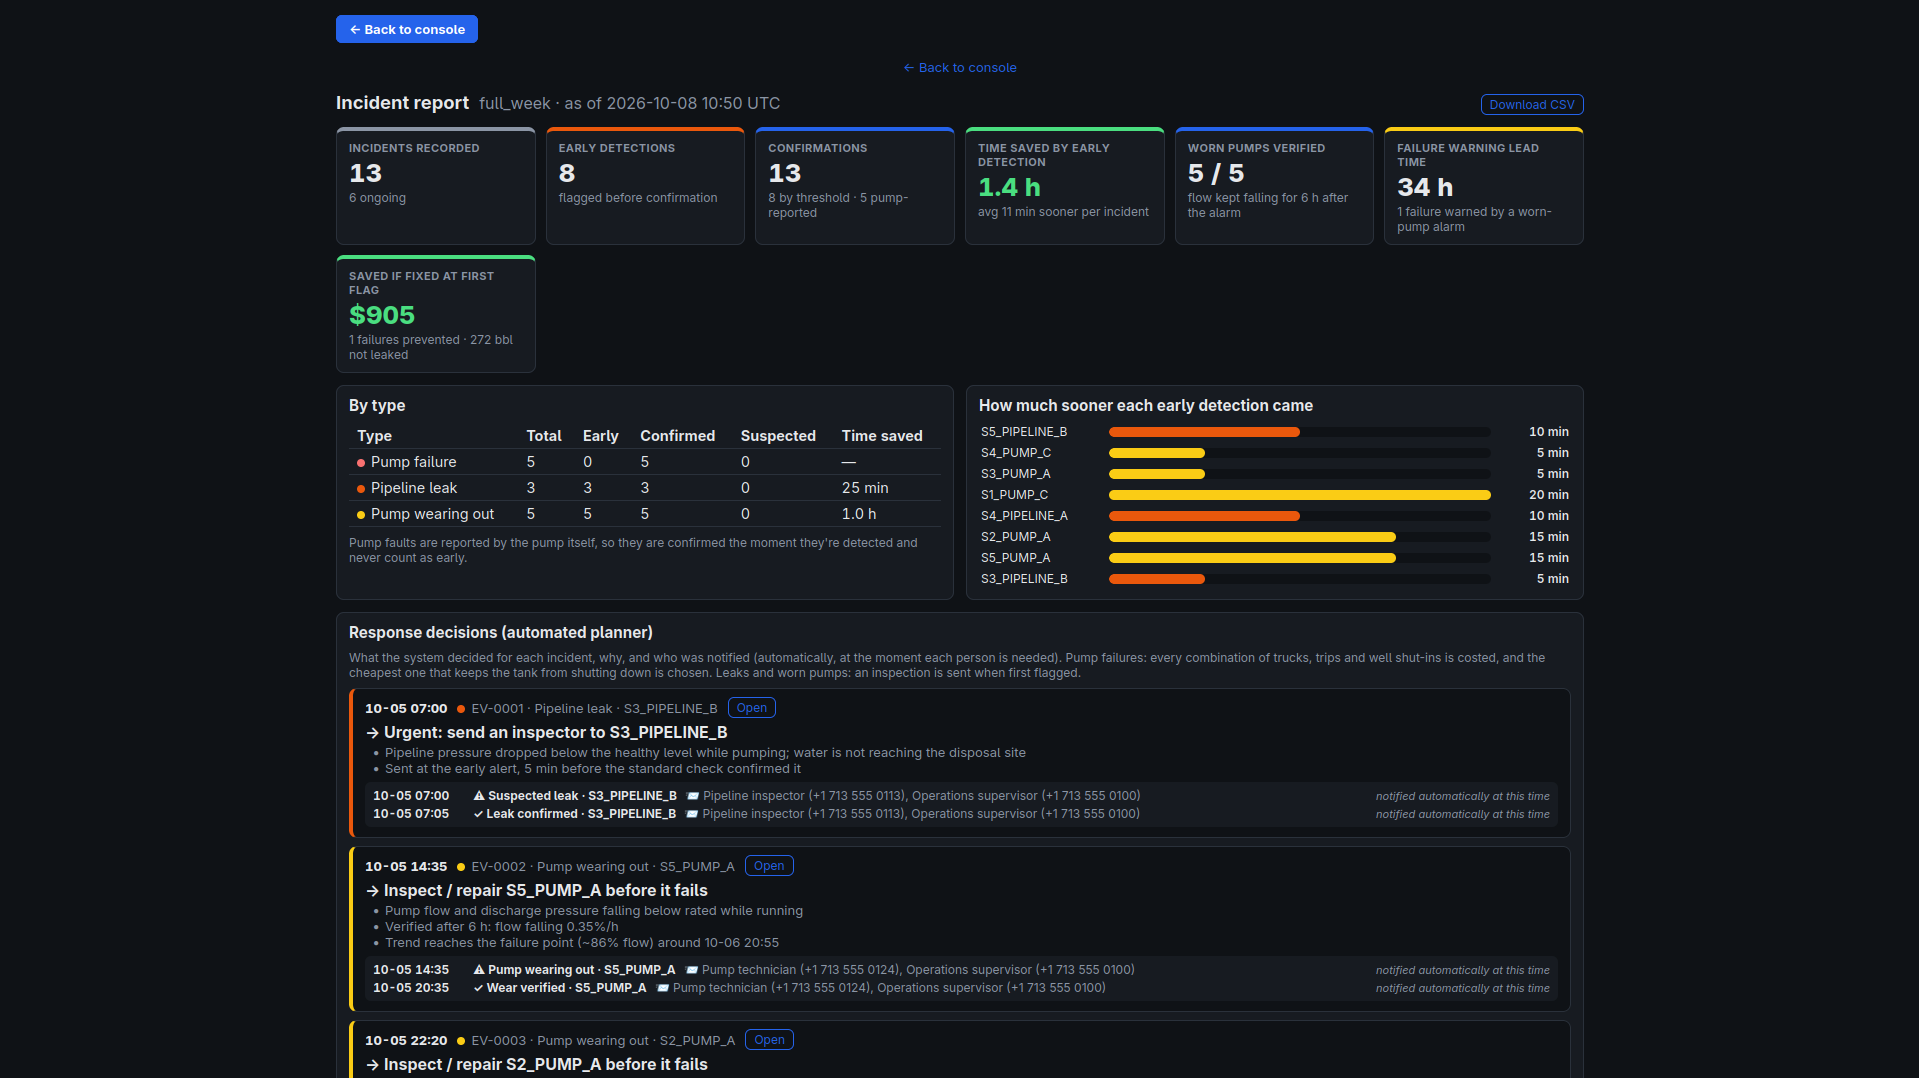 ← Back to console
← Back to console
Incident report full_week · as of 2026-10-08 10:50 UTC
Download CSV
INCIDENTS RECORDED
13
6 ongoing
EARLY DETECTIONS
8
flagged before confirmation
CONFIRMATIONS
13
8 by threshold · 5 pump-
reported
TIME SAVED BY EARLY
DETECTION
1.4 h
avg 11 min sooner per incident
WORN PUMPS VERIFIED
5 / 5
flow kept falling for 6 h after
the alarm
FAILURE WARNING LEAD
TIME
34 h
1 failure warned by a worn-
pump alarm
SAVED IF FIXED AT FIRST
FLAG
$905
1 failures prevented · 272 bbl
not leaked
By type
Type Total Early Confirmed Suspected Time saved
Pump failure 5 0 5 0 —
Pipeline leak 3 3 3 0 25 min
Pump wearing out 5 5 5 0 1.0 h
Pump faults are reported by the pump itself, so they are confirmed the moment they're detected and
never count as early.
How much sooner each early detection came
S5_PIPELINE_B 10 min
S4_PUMP_C 5 min
S3_PUMP_A 5 min
S1_PUMP_C 20 min
S4_PIPELINE_A 10 min
S2_PUMP_A 15 min
S5_PUMP_A 15 min
S3_PIPELINE_B 5 min
Response decisions (automated planner)
What the system decided for each incident, why, and who was notified (automatically, at the moment each person is needed). Pump failures: every combination of trucks, trips and well shut-ins is costed, and the
cheapest one that keeps the tank from shutting down is chosen. Leaks and worn pumps: an inspection is sent when first flagged.
10-05 07:00 EV-0001 · Pipeline leak · S3_PIPELINE_B Open
→ Urgent: send an inspector to S3_PIPELINE_B
• Pipeline pressure dropped below the healthy level while pumping; water is not reaching the disposal site
• Sent at the early alert, 5 min before the standard check confirmed it
10-05 07:00 ⚠ Suspected leak · S3_PIPELINE_B 📨 Pipeline inspector (+1 713 555 0113), Operations supervisor (+1 713 555 0100) notified automatically at this time
10-05 07:05 ✓ Leak confirmed · S3_PIPELINE_B 📨 Pipeline inspector (+1 713 555 0113), Operations supervisor (+1 713 555 0100) notified automatically at this time
10-05 14:35 EV-0002 · Pump wearing out · S5_PUMP_A Open
→ Inspect / repair S5_PUMP_A before it fails
• Pump flow and discharge pressure falling below rated while running
• Verified after 6 h: flow falling 0.35%/h
• Trend reaches the failure point (~86% flow) around 10-06 20:55
10-05 14:35 ⚠ Pump wearing out · S5_PUMP_A 📨 Pump technician (+1 713 555 0124), Operations supervisor (+1 713 555 0100) notified automatically at this time
10-05 20:35 ✓ Wear verified · S5_PUMP_A 📨 Pump technician (+1 713 555 0124), Operations supervisor (+1 713 555 0100) notified automatically at this time
10-05 22:20 EV-0003 · Pump wearing out · S2_PUMP_A Open
→ Inspect / repair S2_PUMP_A before it fails